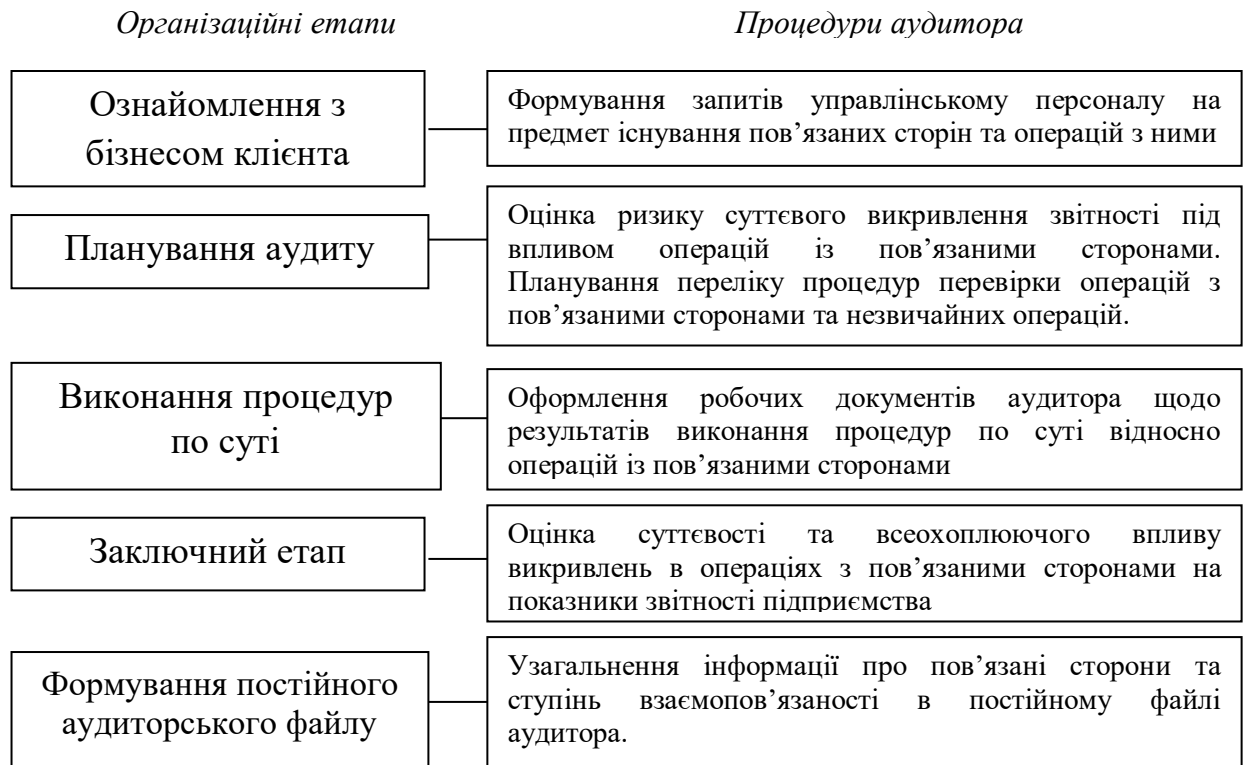 Організаційні етапи
Процедури аудитора
Ознайомлення з
бізнесом клієнта
Формування запитів управлінському персоналу на
предмет існування пов’язаних сторін та операцій з ними
Планування аудиту
Оцінка ризику суттєвого викривлення звітності під
впливом операцій із пов’язаними сторонами.
Планування переліку процедур перевірки операцій з
пов’язаними сторонами та незвичайних операцій.
Виконання процедур
по суті
Оформлення робочих документів аудитора щодо
результатів виконання процедур по суті відносно
операцій із пов’язаними сторонами
Заключний етап
Оцінка суттєвості та всеохоплюючого впливу
викривлень в операціях з пов’язаними сторонами на
показники звітності підприємства
Формування постійного
аудиторського файлу
Узагальнення інформації про пов’язані сторони та
ступінь взаємопов’язаності в постійному файлі
аудитора.